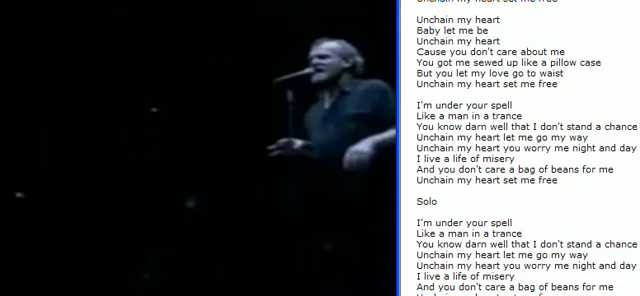 Unchain my heart set me free
Unchain my heart
Baby let me be
Unchain my heart
Cause you don't care about me
You got me sewed up like a pillow case
But you let my love go to waist
Unchain my heart set me free
I'm under your spell
Like a man in a trance
You know darn well that I don't stand a chance
Unchain my heart let me go my way
Unchain my heart you worry me night and day
I live a life of misery
And you don't care a bag of beans for me
Unchain my heart set me free
Solo
I'm under your spell
Like a man in a trance
You know darn well that I don't stand a chance
Unchain my heart let me go my way
Unchain my heart you worry me night and day
I live a life of misery
And you don't care a bag of beans for me